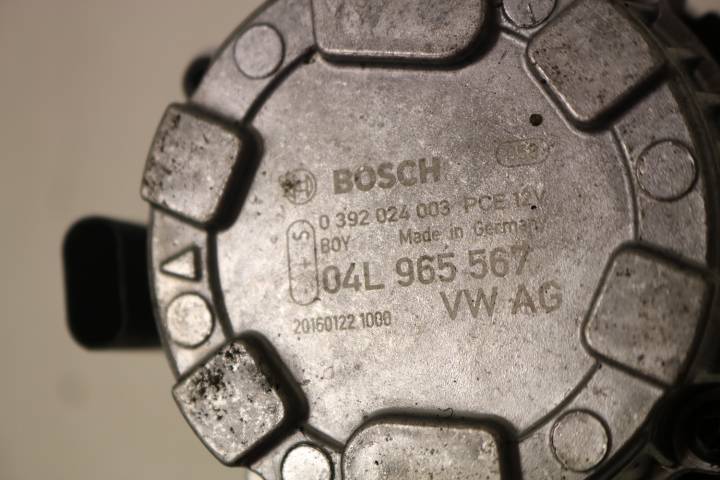 BOSCH
0 392 024 003 PCE 12V
BOY Made in Germany
S + -
04L 965 567
VW AG
20160122 1000